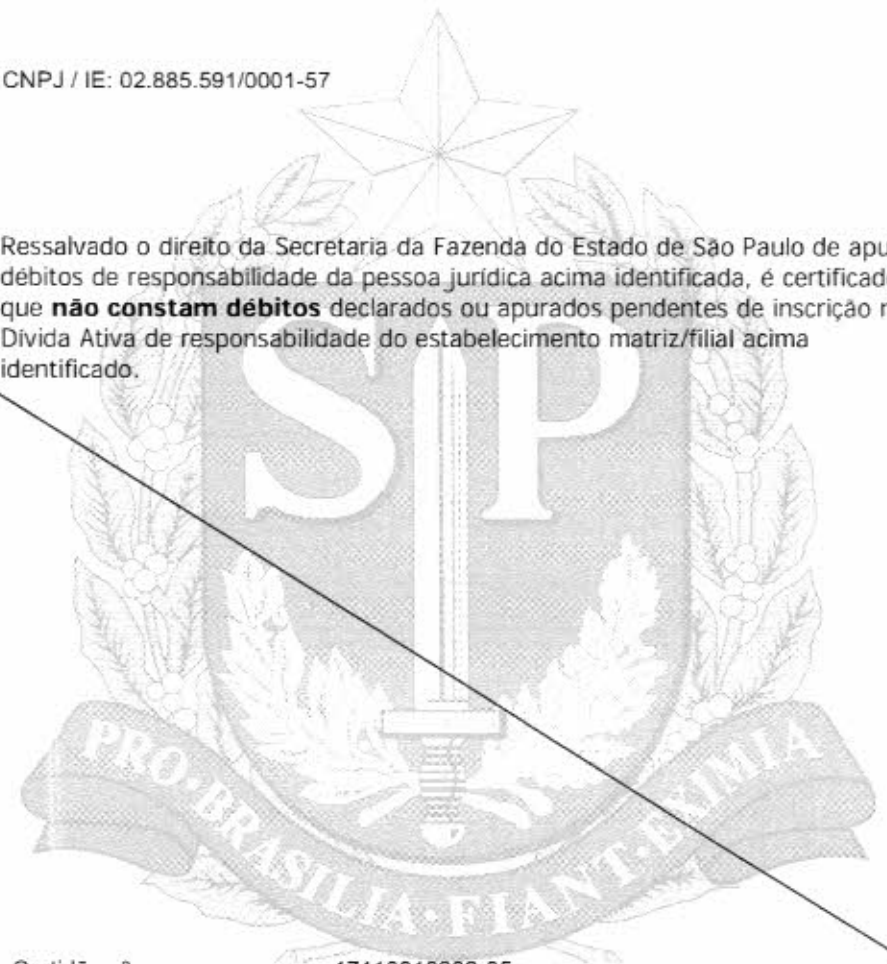 CNPJ / IE: 02.885.591/0001-57
Ressalvado o direito da Secretaria da Fazenda do Estado de São Paulo de apu
débitos de responsabilidade da pessoa jurídica acima identificada, é certificad
que não constam débitos declarados ou apurados pendentes de inscrição
Dívida Ativa de responsabilidade do estabelecimento matriz/filial acima
identificado.
SP
PRO·BRASILIA·FIANT·EXIMIA